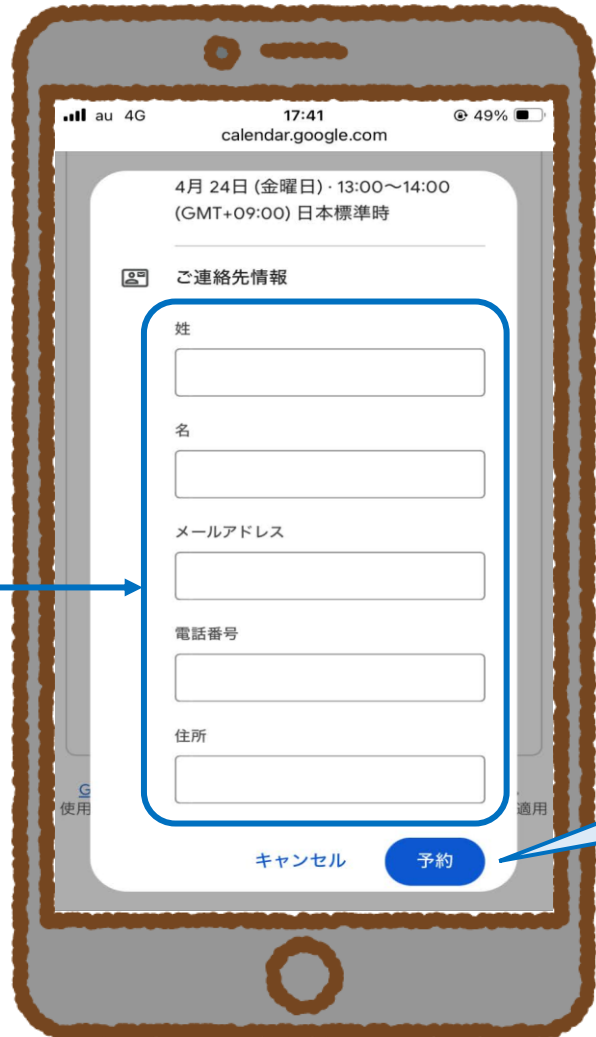 au 4G 17:41 49%
calendar.google.com
4月 24日 (金曜日)・13:00~14:00
(GMT+09:00) 日本標準時
ご連絡先情報
姓
名
メールアドレス
電話番号
住所
G
使用 適用
キャンセル 予約